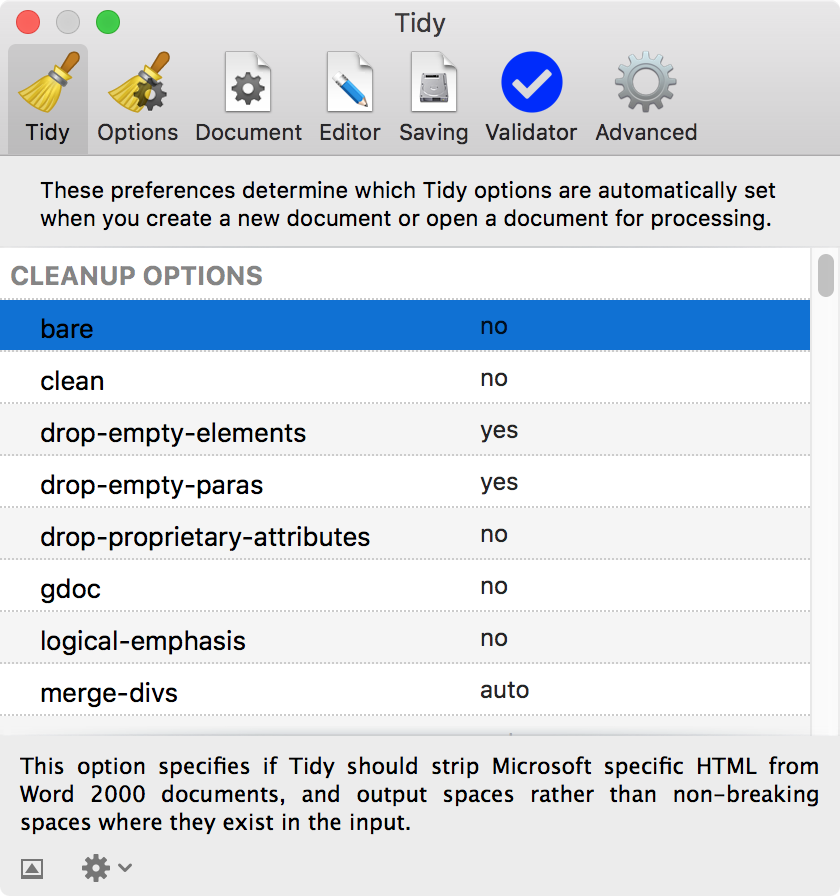 Tidy
Tidy Options Document Editor Saving Validator Advanced
These preferences determine which Tidy options are automatically set
when you create a new document or open a document for processing.
CLEANUP OPTIONS
bare no
clean no
drop-empty-elements yes
drop-empty-paras yes
drop-proprietary-attributes no
gdoc no
logical-emphasis no
merge-divs auto
This option specifies if Tidy should strip Microsoft specific HTML from
Word 2000 documents, and output spaces rather than non-breaking
spaces where they exist in the input.